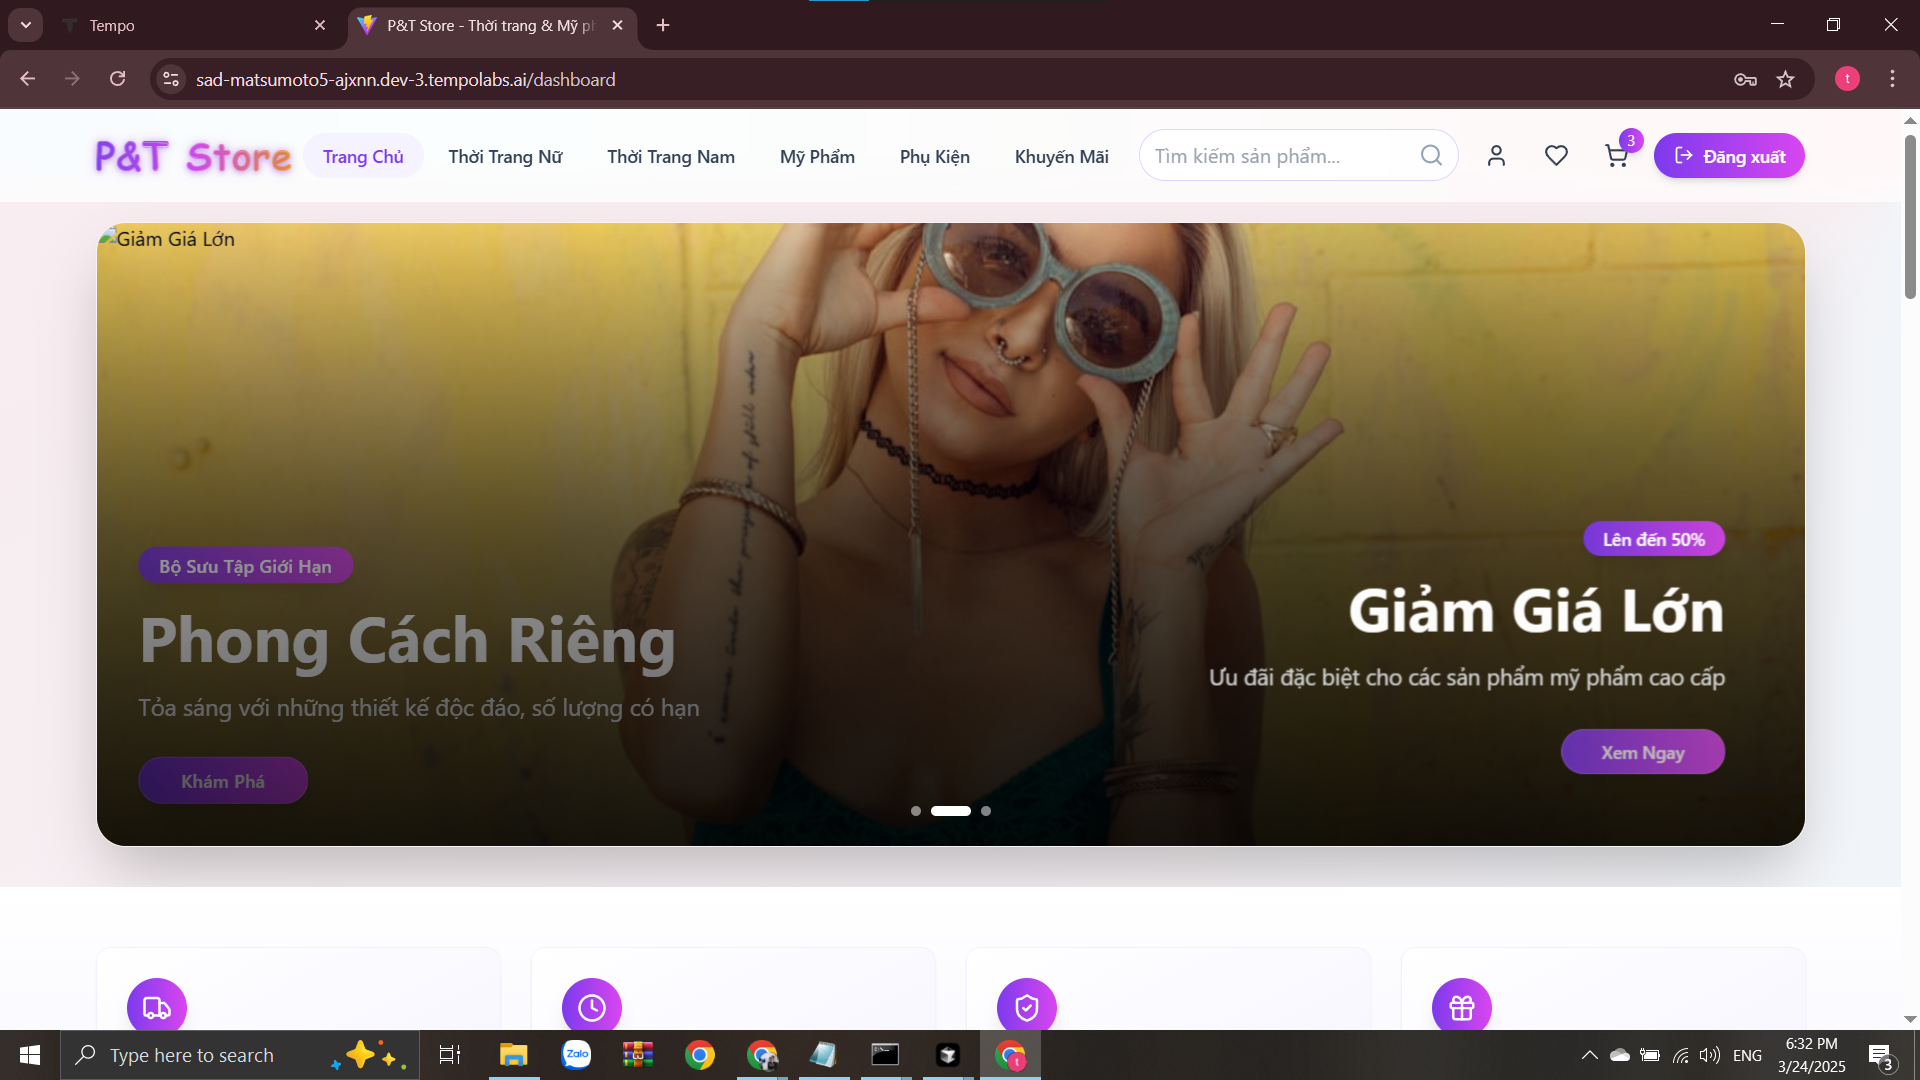 Tempo
P&T Store - Thời trang & Mỹ ph
sad-matsumoto5-ajxnn.dev-3.tempolabs.ai/dashboard
t
P&T Store
Trang Chủ
Thời Trang Nữ
Thời Trang Nam
Mỹ Phẩm
Phụ Kiện
Khuyến Mãi
Tìm kiếm sản phẩm...
3
Đăng xuất
Giảm Giá Lớn
Bộ Sưu Tập Giới Hạn
Phong Cách Riêng
Tỏa sáng với những thiết kế độc đáo, số lượng có hạn
Khám Phá
Lên đến 50%
Giảm Giá Lớn
Ưu đãi đặc biệt cho các sản phẩm mỹ phẩm cao cấp
Xem Ngay
Type here to search
Zalo
t
ENG
6:32 PM
3/24/2025
3